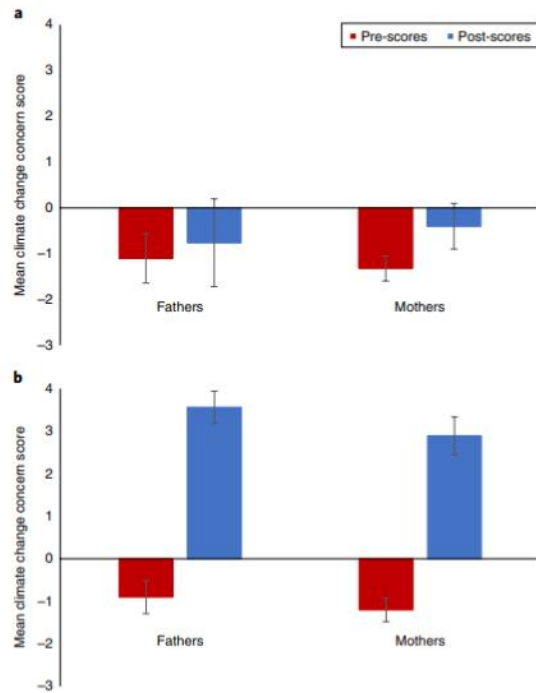 a
Pre-scores Post-scores
Mean climate change concern score
4
3
2
1
0
–1
–2
–3
Fathers Mothers
b
Mean climate change concern score
4
3
2
1
0
–1
–2
–3
Fathers Mothers